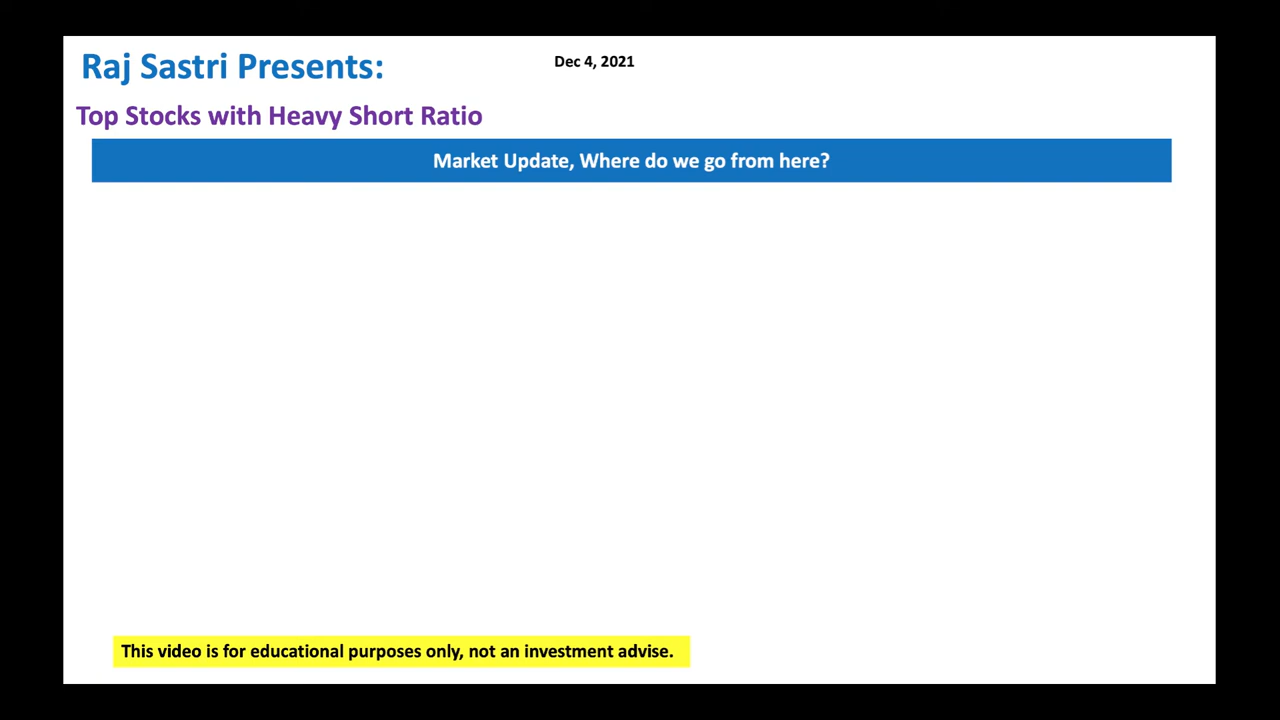 Raj Sastri Presents:
Dec 4, 2021
Top Stocks with Heavy Short Ratio
Market Update, Where do we go from here?
This video is for educational purposes only, not an investment advise.